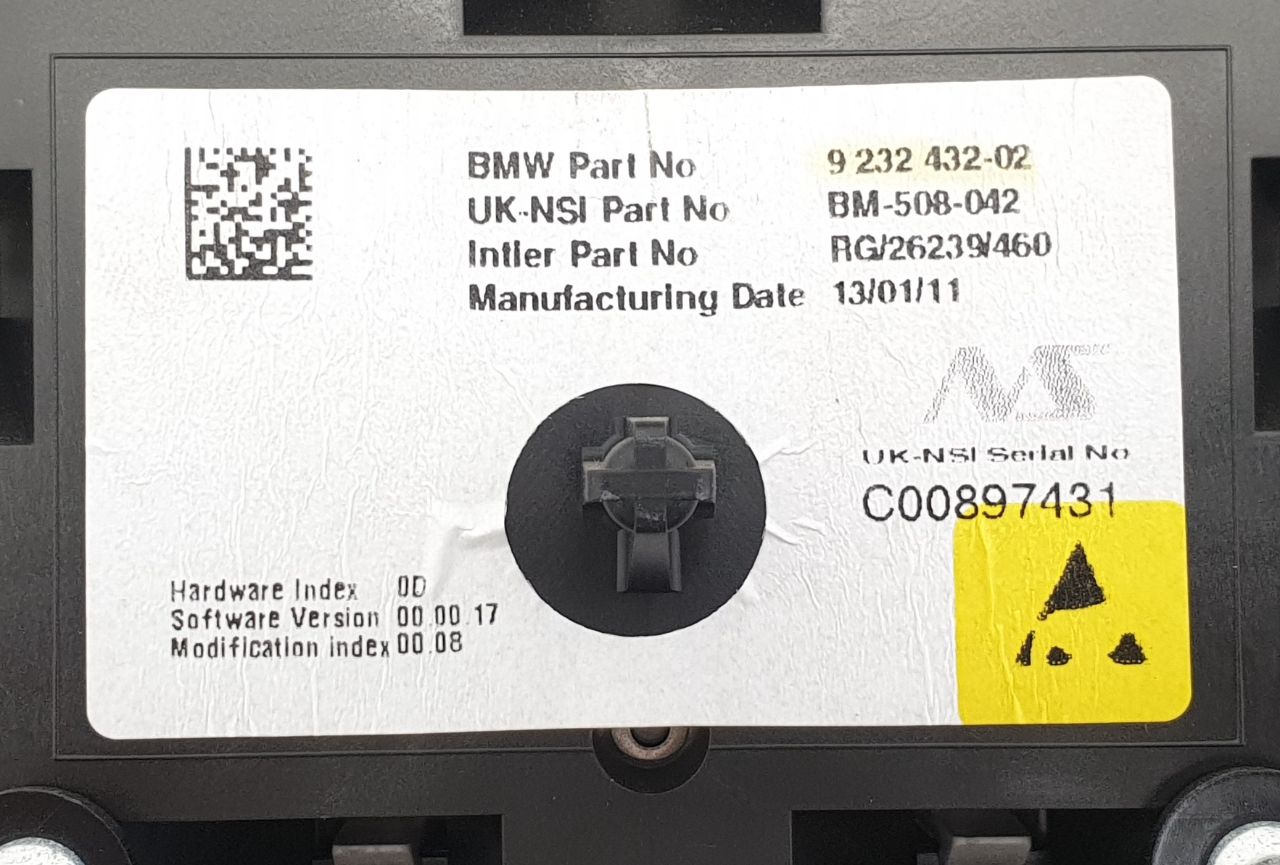 BMW Part No 9 232 432-02
UK-NSI Part No BM-508-042
Intier Part No RG/26239/460
Manufacturing Date 13/01/11
UK-NSI Serial No
C00897431
Hardware Index 0D
Software Version 00.00.17
Modification index 00.08